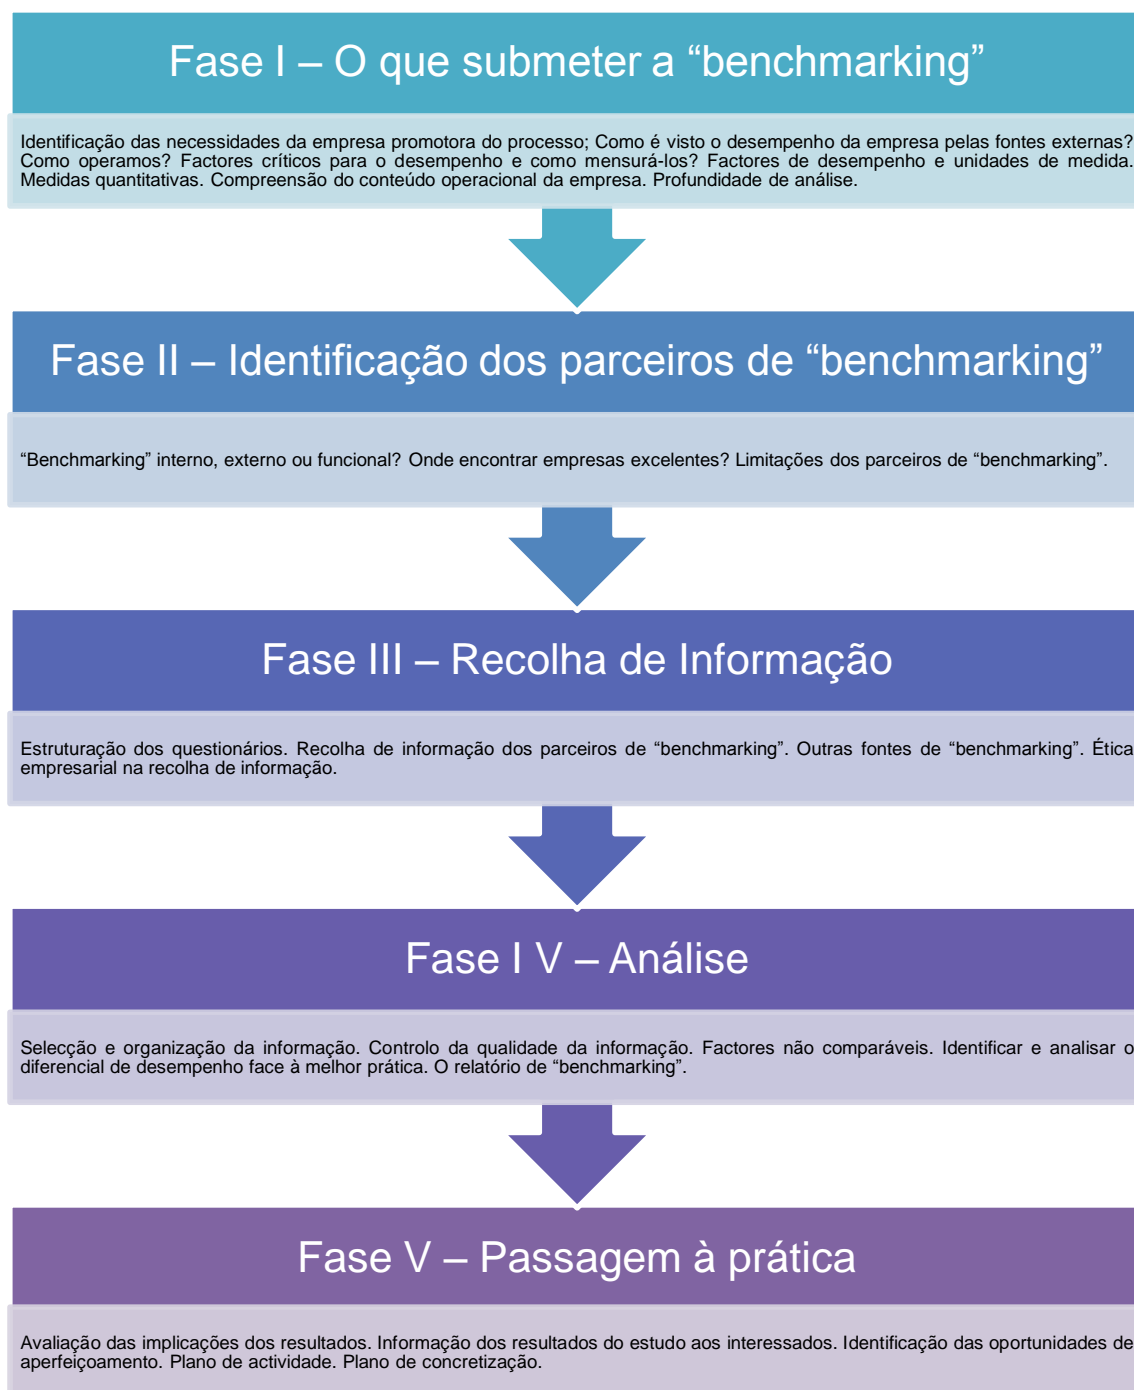 Fase I – O que submeter a “benchmarking”
Identificação das necessidades da empresa promotora do processo; Como é visto o desempenho da empresa pelas fontes externas?
Como operamos? Factores críticos para o desempenho e como mensurá-los? Factores de desempenho e unidades de medida.
Medidas quantitativas. Compreensão do conteúdo operacional da empresa. Profundidade de análise.
Fase II – Identificação dos parceiros de “benchmarking”
“Benchmarking” interno, externo ou funcional? Onde encontrar empresas excelentes? Limitações dos parceiros de “benchmarking”.
Fase III – Recolha de Informação
Estruturação dos questionários. Recolha de informação dos parceiros de “benchmarking”. Outras fontes de “benchmarking”. Ética
empresarial na recolha de informação.
Fase I V – Análise
Selecção e organização da informação. Controlo da qualidade da informação. Factores não comparáveis. Identificar e analisar o
diferencial de desempenho face à melhor prática. O relatório de “benchmarking”.
Fase V – Passagem à prática
Avaliação das implicações dos resultados. Informação dos resultados do estudo aos interessados. Identificação das oportunidades de
aperfeiçoamento. Plano de actividade. Plano de concretização.